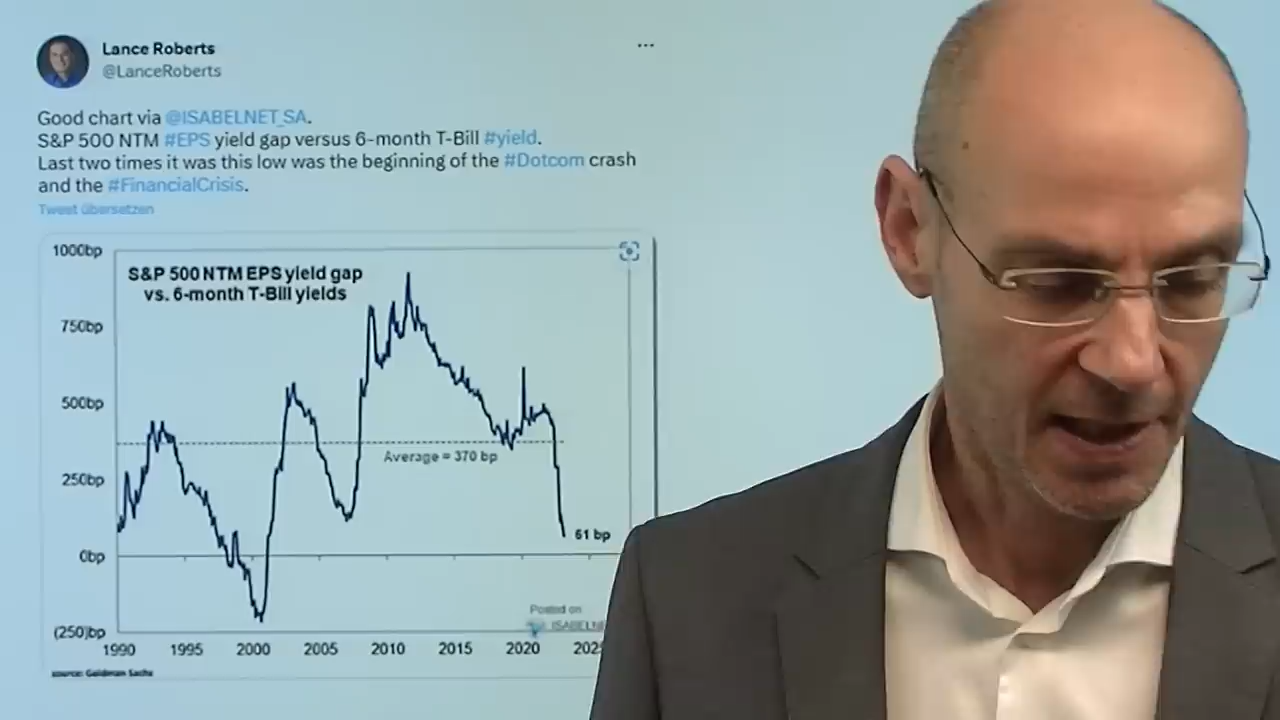 Lance Roberts
@LanceRoberts
...
Good chart via @ISABELNET_SA.
S&P 500 NTM #EPS yield gap versus 6-month T-Bill #yield.
Last two times it was this low was the beginning of the #Dotcom crash
and the #FinancialCrisis.
Tweet übersetzen
S&P 500 NTM EPS yield gap
vs. 6-month T-Bill yields
1000bp
750bp
500bp
250bp
0bp
(250)bp
Average = 370 bp
61 bp
Posted on
1990 1995 2000 2005 2010 2015 2020
source: Goldman Sachs